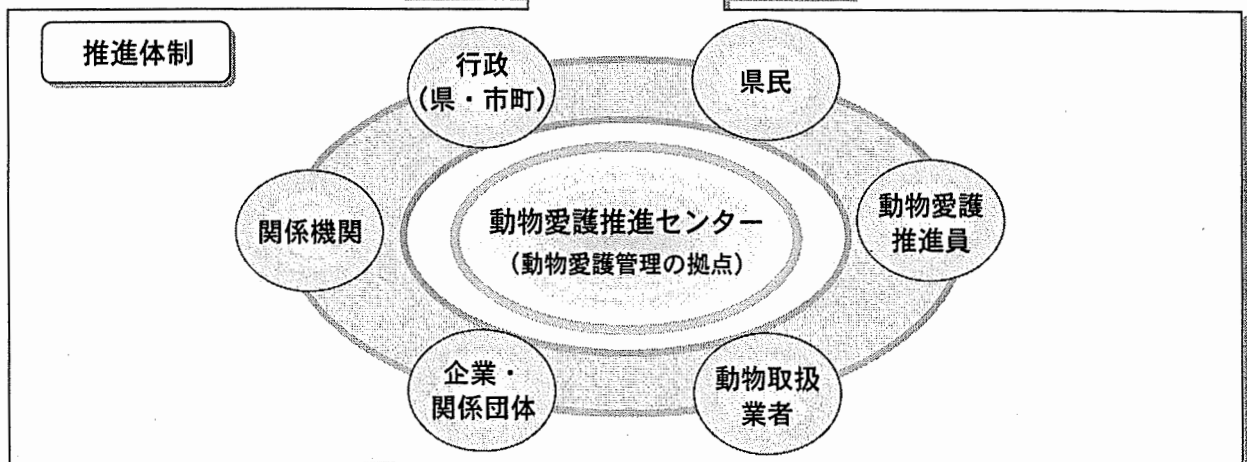 推進体制
行政
(県・市町)
県民
関係機関
動物愛護推進センター
(動物愛護管理の拠点)
動物愛護
推進員
企業・
関係団体
動物取扱
業者